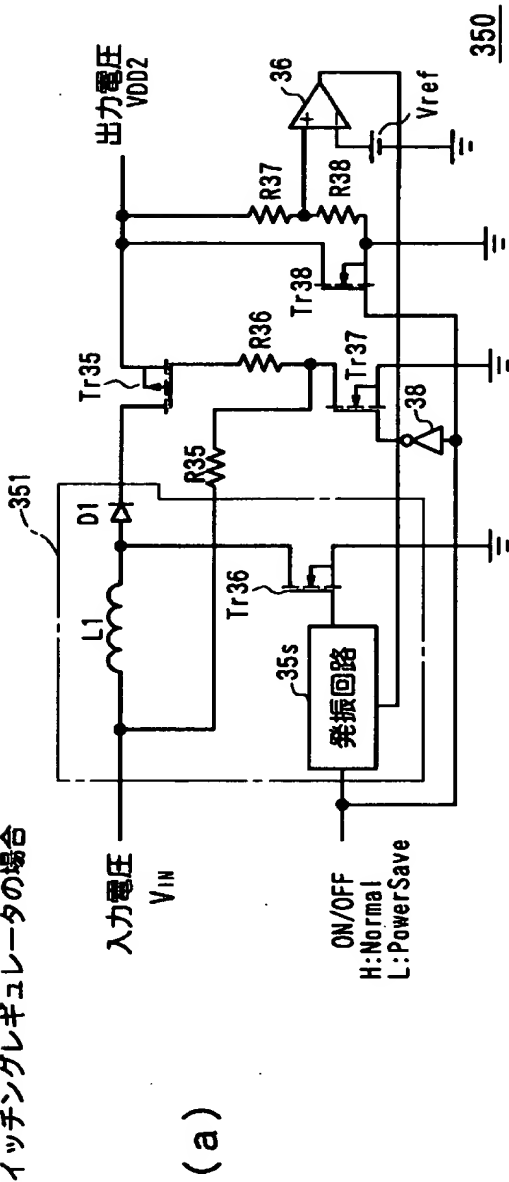 イッチングレギュレータの場合
(a)
350
351
入力電圧
VIN
L1
D1
Tr35
出力電圧
VDD2
R35
R36
R37
R38
36
Vref
Tr36
Tr37
Tr38
38
35s
発振回路
ON/OFF
H:Normal
L:PowerSave